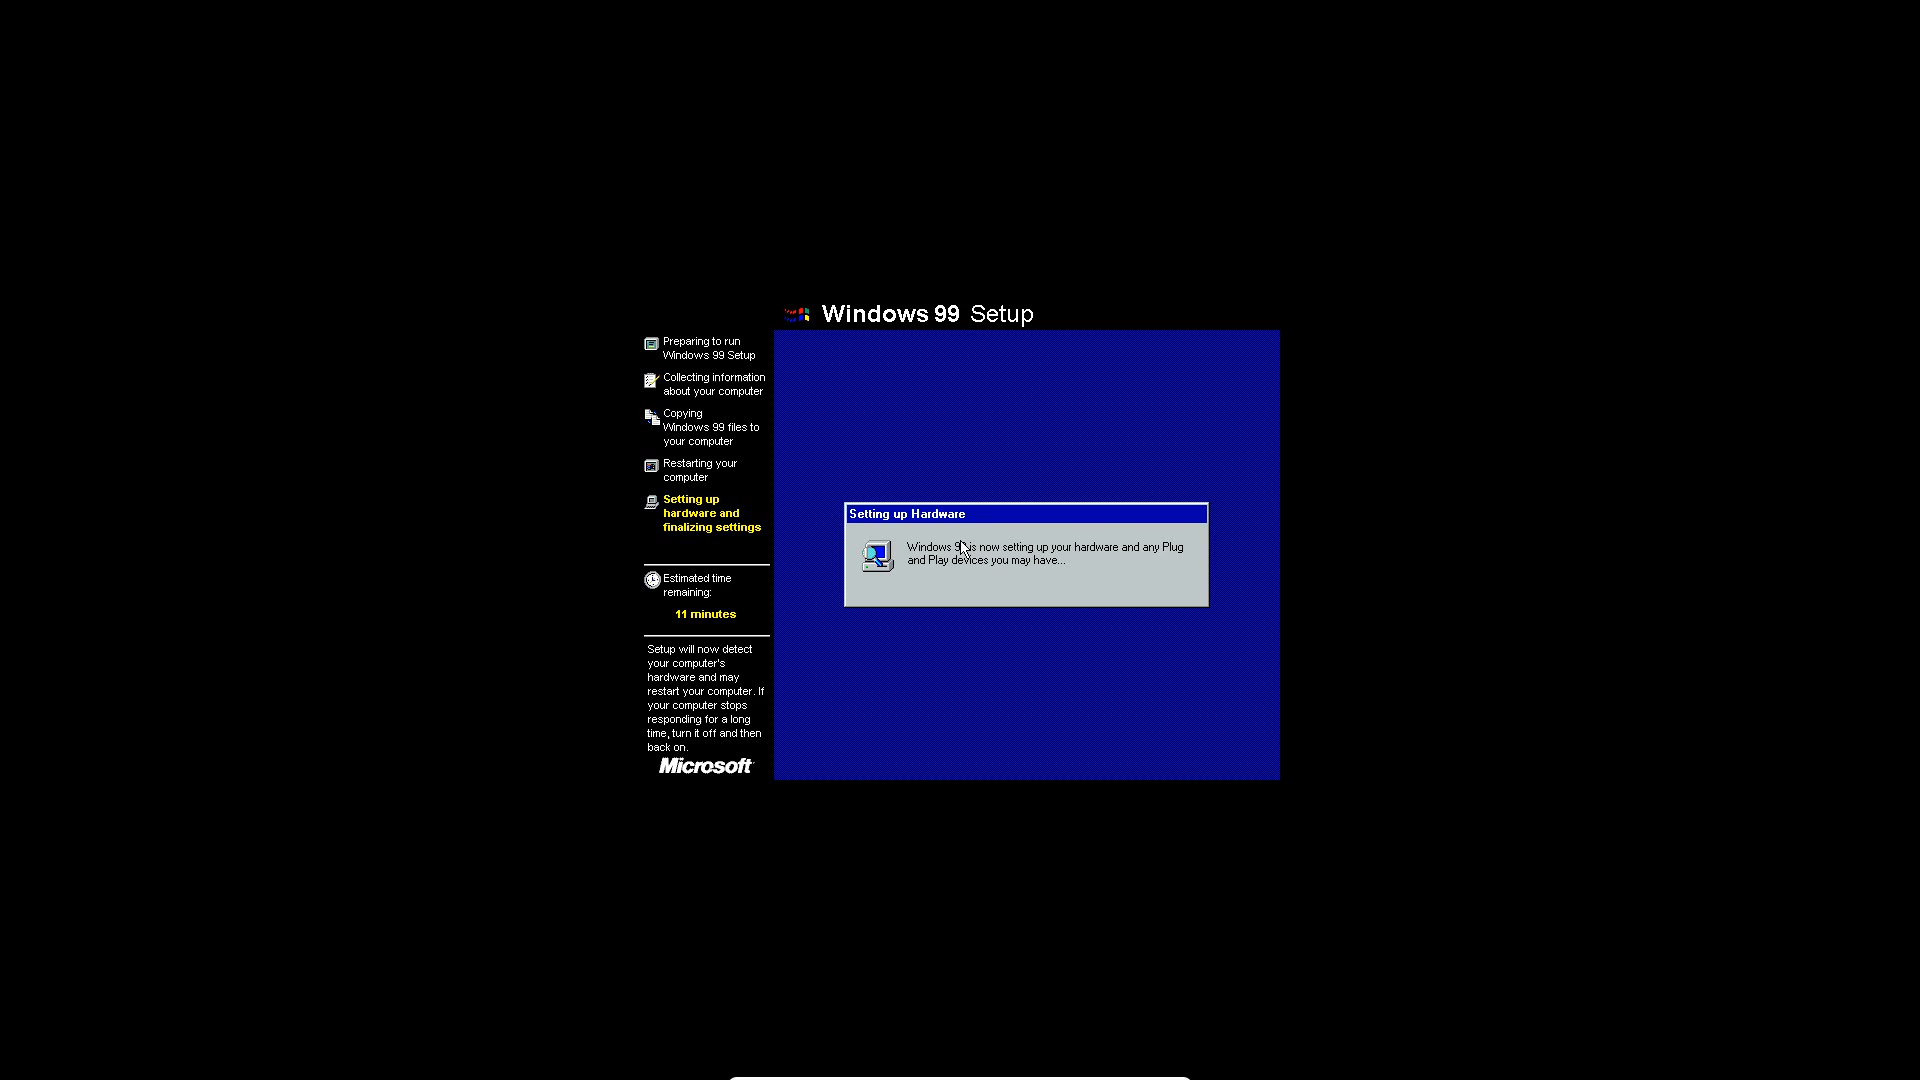 Windows 99 Setup
Preparing to run
Windows 99 Setup
Collecting information
about your computer
Copying
Windows 99 files to
your computer
Restarting your
computer
Setting up
hardware and
finalizing settings
Estimated time
remaining:
11 minutes
Setup will now detect
your computer's
hardware and may
restart your computer. If
your computer stops
responding for a long
time, turn it off and then
back on.
Microsoft
Setting up Hardware
Windows is now setting up your hardware and any Plug
and Play devices you may have...